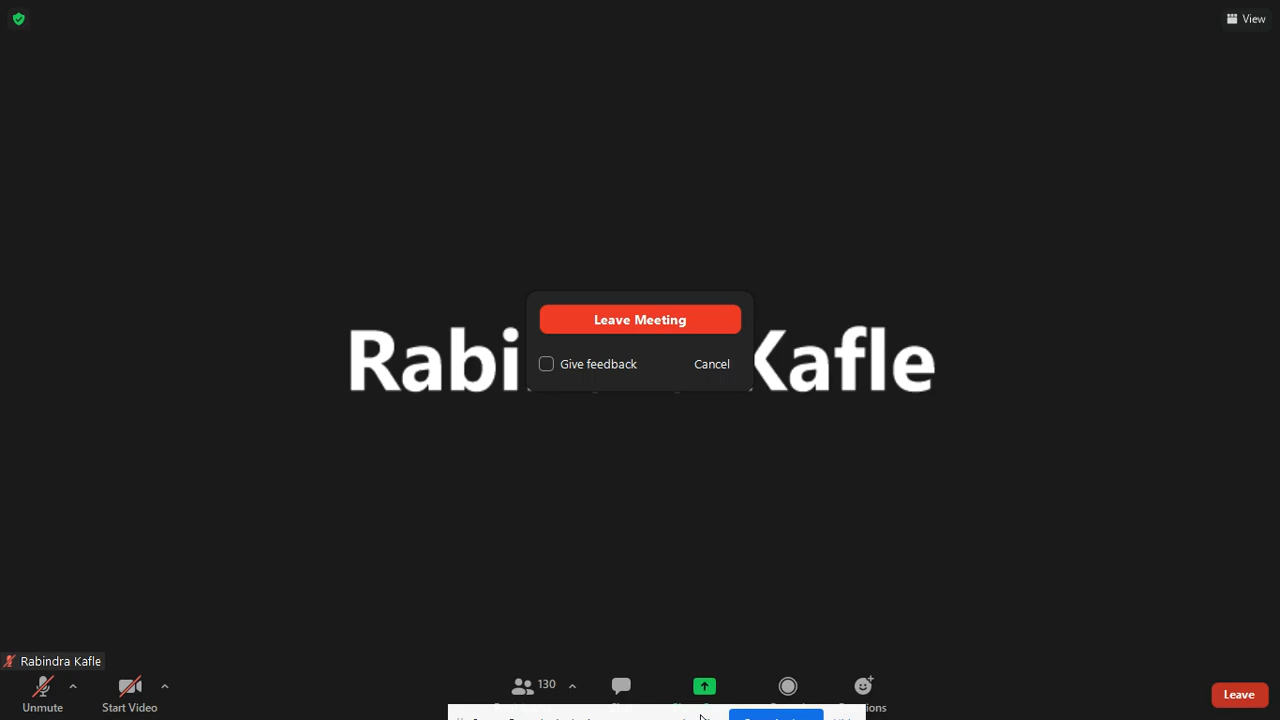 View
Leave Meeting
Rabi Kafle
Give feedback Cancel
Rabindra Kafle
130
Unmute
Start Video
Leave